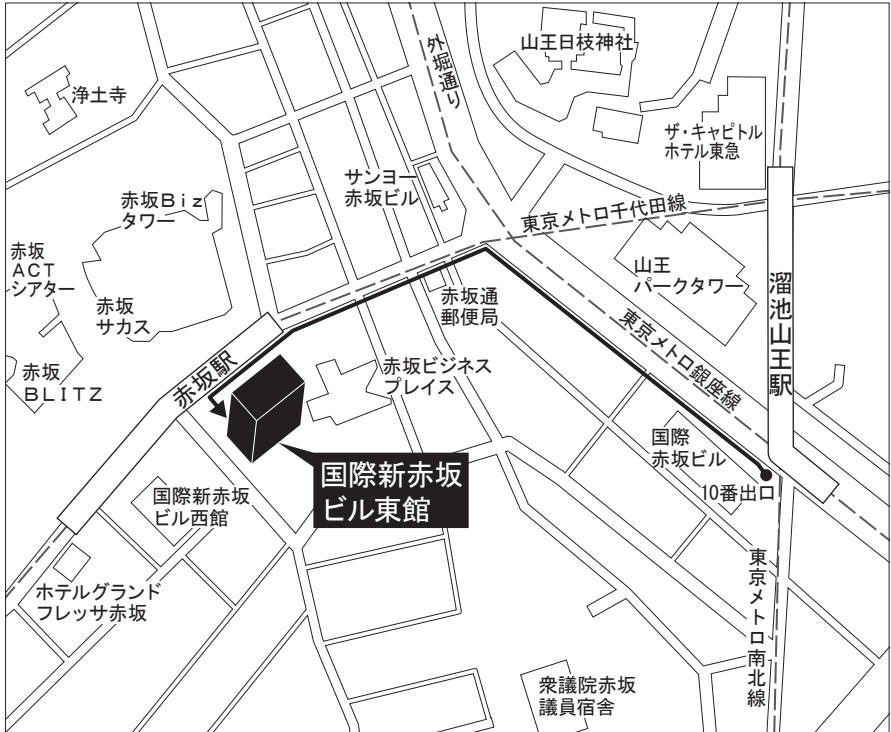 外堀通り
山王日枝神社
浄土寺
ザ・キャピトル
ホテル東急
サンヨー
赤坂ビル
赤坂Biz
タワー
東京メトロ千代田線
赤坂
ACT
シアター
山王
パークタワー
溜池山王駅
赤坂
サカス
赤坂通
郵便局
東京メトロ銀座線
赤坂駅
赤坂ビジネス
プレイス
赤坂
BLITZ
国際
赤坂ビル
国際新赤坂
ビル東館
10番出口
国際新赤坂
ビル西館
東京メトロ南北線
ホテルグランド
フレッサ赤坂
衆議院赤坂
議員宿舎